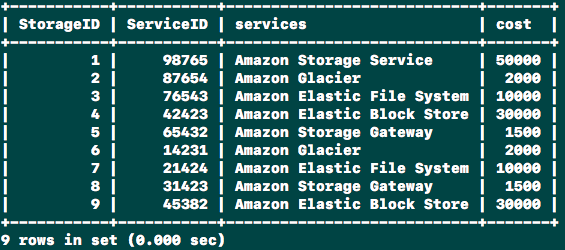 +-----------+-----------+----------------------------+-------+
| StorageID | ServiceID | services                   | cost  |
+-----------+-----------+----------------------------+-------+
|         1 |     98765 | Amazon Storage Service     | 50000 |
|         2 |     87654 | Amazon Glacier             |  2000 |
|         3 |     76543 | Amazon Elastic File System | 10000 |
|         4 |     42423 | Amazon Elastic Block Store | 30000 |
|         5 |     65432 | Amazon Storage Gateway     |  1500 |
|         6 |     14231 | Amazon Glacier             |  2000 |
|         7 |     21424 | Amazon Elastic File System | 10000 |
|         8 |     31423 | Amazon Storage Gateway     |  1500 |
|         9 |     45382 | Amazon Elastic Block Store | 30000 |
+-----------+-----------+----------------------------+-------+
9 rows in set (0.000 sec)